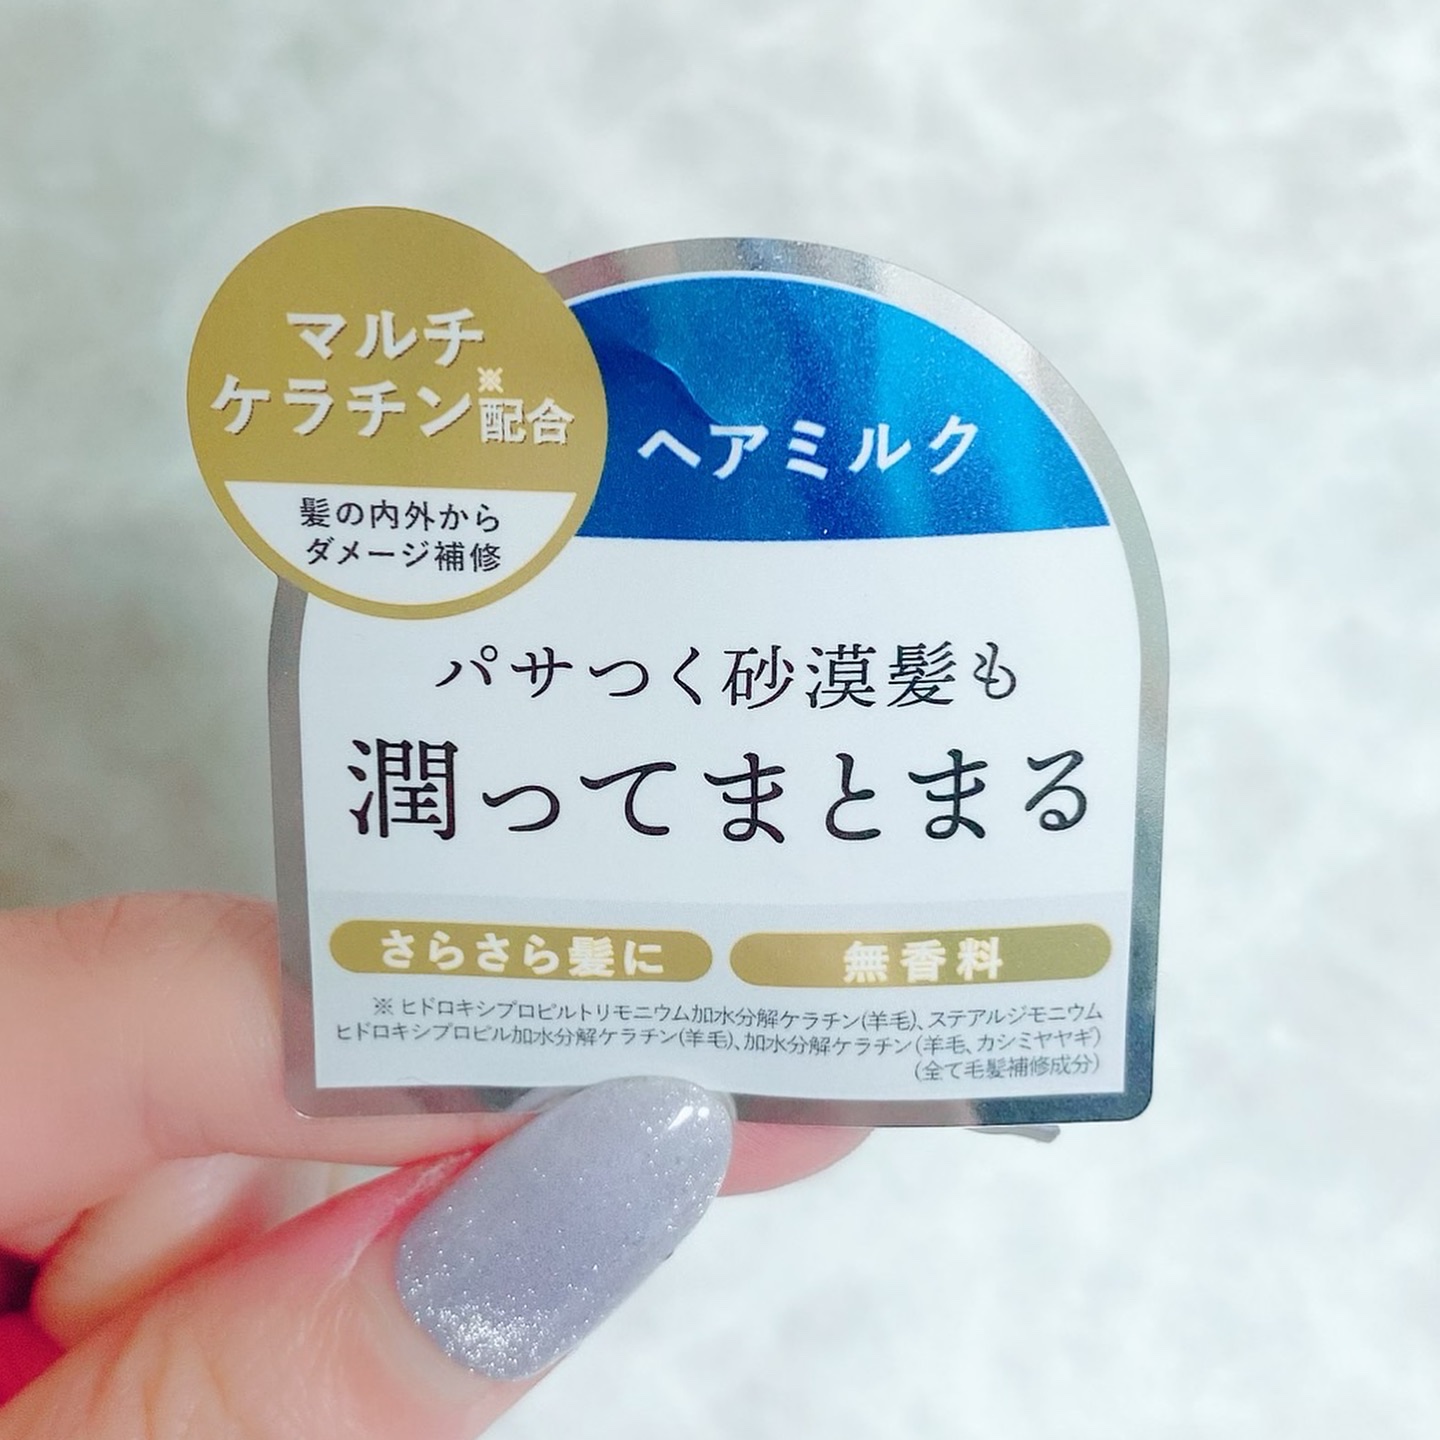 マルチ
ケラチン※配合
髪の内外から
ダメージ補修
ヘアミルク
パサつく砂漠髪も
潤ってまとまる
さらさら髪に
無香料
※ ヒドロキシプロピルトリモニウム加水分解ケラチン(羊毛)、ステアルジモニウム
ヒドロキシプロピル加水分解ケラチン(羊毛)、加水分解ケラチン(羊毛、カシミヤヤギ)
(全て毛髪補修成分)